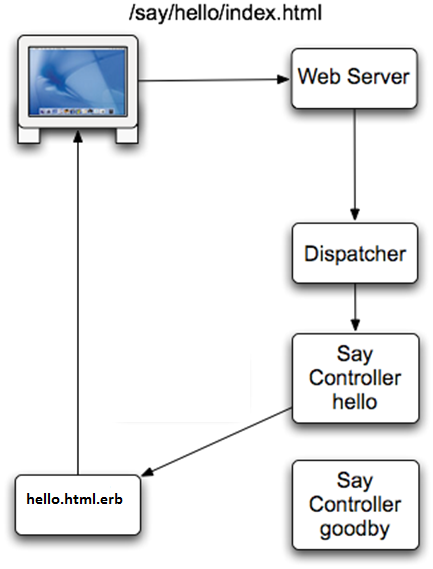 /say/hello/index.html
Web Server
Dispatcher
Say
Controller
hello
hello.html.erb
Say
Controller
goodby